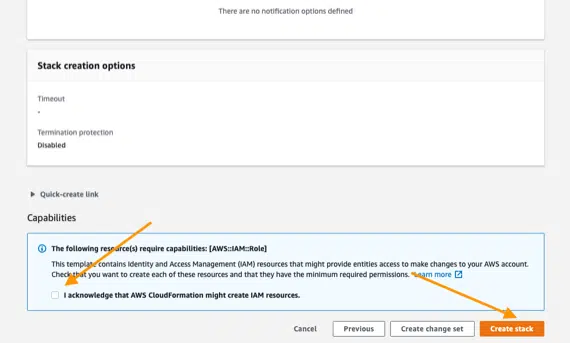 There are no notification options defined
Stack creation options
Timeout
-
Termination protection
Disabled
Quick-create link
Capabilities
The following resource(s) require capabilities: [AWS::IAM::Role]
This template contains Identity and Access Management (IAM) resources that might provide entities access to make changes to your AWS account.
Check that you want to create each of these resources and that they have the minimum required permissions. Learn more
I acknowledge that AWS CloudFormation might create IAM resources.
Cancel Previous Create change set Create stack